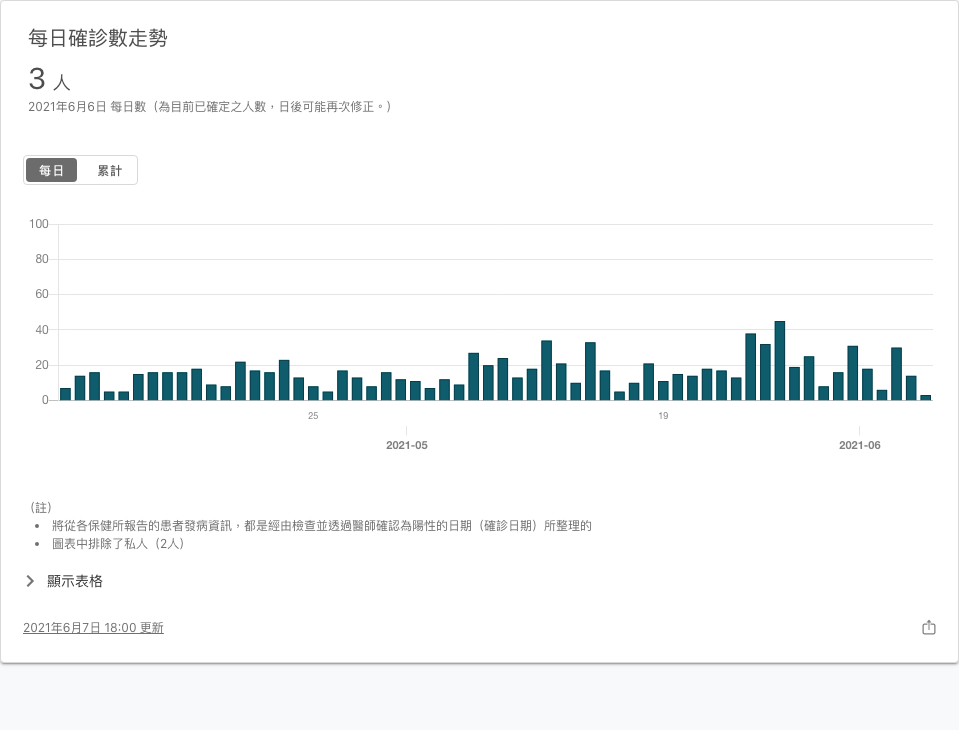 每日確診數走勢
3 人
2021年6月6日 每日數（為目前已確定之人數，日後可能再次修正。）
每日 累計
100
80
60
40
20
0
25 19
2021-05 2021-06
（註）
• 將從各保健所報告的患者發病資訊，都是經由檢查並透過醫師確認為陽性的日期（確診日期）所整理的
• 圖表中排除了私人（2人）
顯示表格
2021年6月7日 18:00 更新